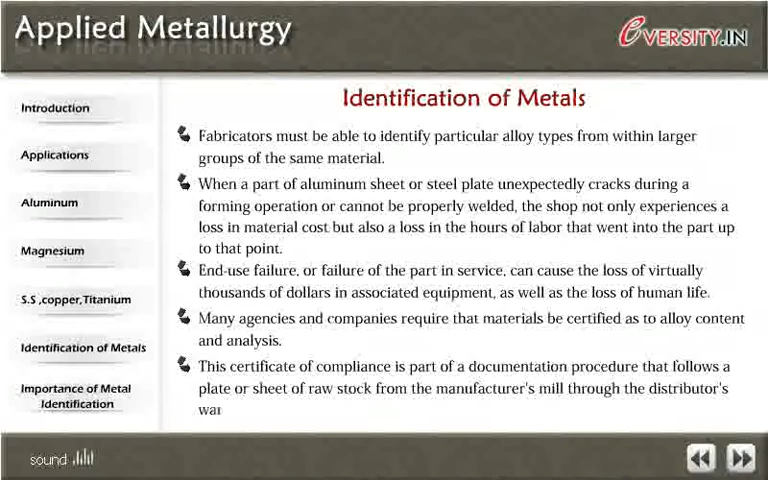 Applied Metallurgy
eVERSITY.IN
Introduction
Applications
Aluminum
Magnesium
S.S ,copper,Titanium
Identification of Metals
Importance of Metal
Identification
Identification of Metals
Fabricators must be able to identify particular alloy types from within larger
groups of the same material.
When a part of aluminum sheet or steel plate unexpectedly cracks during a
forming operation or cannot be properly welded, the shop not only experiences a
loss in material cost but also a loss in the hours of labor that went into the part up
to that point.
End-use failure, or failure of the part in service, can cause the loss of virtually
thousands of dollars in associated equipment, as well as the loss of human life.
Many agencies and companies require that materials be certified as to alloy content
and analysis.
This certificate of compliance is part of a documentation procedure that follows a
plate or sheet of raw stock from the manufacturer's mill through the distributor's
sound